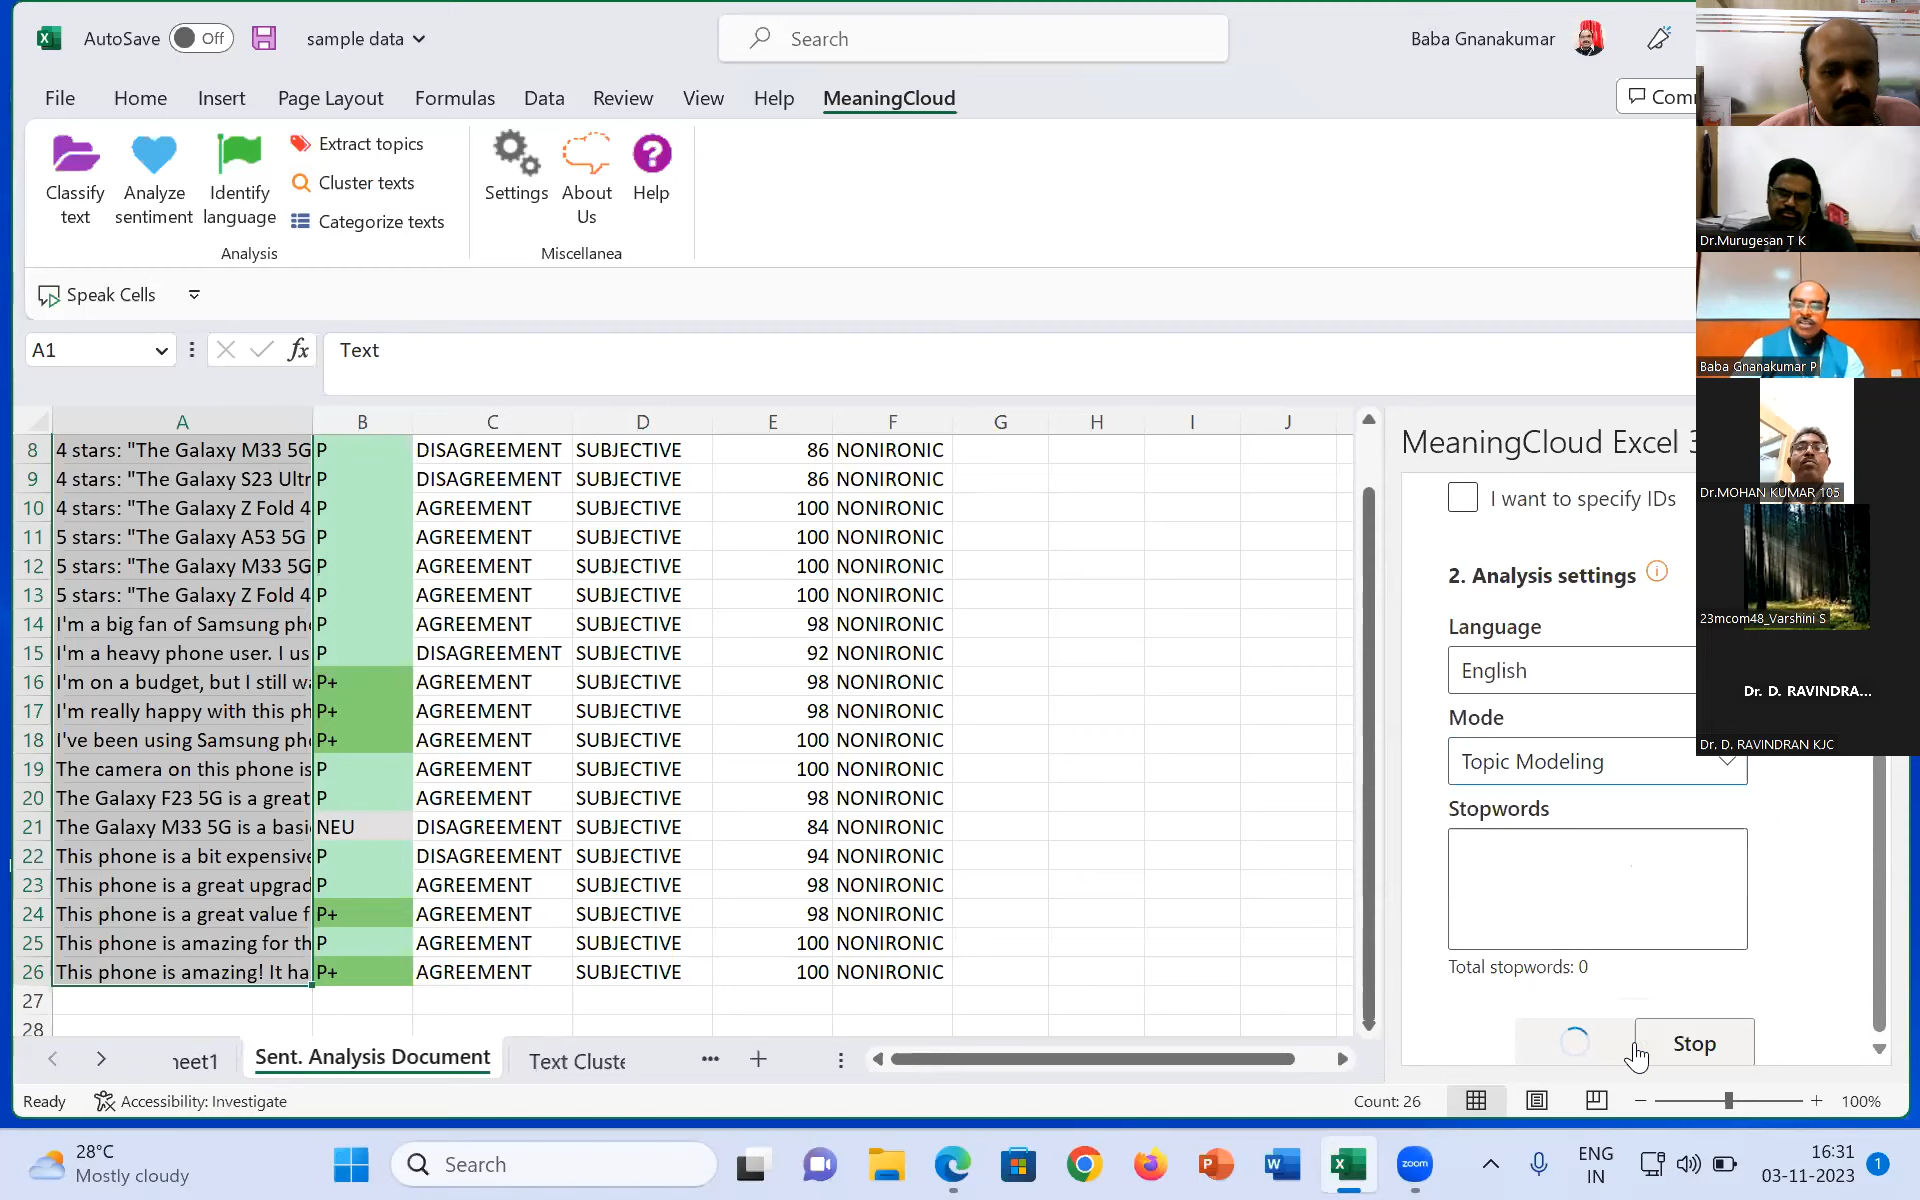 AutoSave Off sample data Search Baba Gnanakumar
File Home Insert Page Layout Formulas Data Review View Help MeaningCloud
Classify text
Analyze sentiment
Identify language
Extract topics
Cluster texts
Categorize texts
Analysis
Settings
About Us
Help
Miscellanea
Speak Cells
A1 fx Text
A B C D E F G H I J
8 4 stars: "The Galaxy M33 5G P DISAGREEMENT SUBJECTIVE 86 NONIRONIC
9 4 stars: "The Galaxy S23 Ultr P DISAGREEMENT SUBJECTIVE 86 NONIRONIC
10 4 stars: "The Galaxy Z Fold 4 P AGREEMENT SUBJECTIVE 100 NONIRONIC
11 5 stars: "The Galaxy A53 5G P AGREEMENT SUBJECTIVE 100 NONIRONIC
12 5 stars: "The Galaxy M33 5G P AGREEMENT SUBJECTIVE 100 NONIRONIC
13 5 stars: "The Galaxy Z Fold 4 P AGREEMENT SUBJECTIVE 100 NONIRONIC
14 I'm a big fan of Samsung ph P AGREEMENT SUBJECTIVE 98 NONIRONIC
15 I'm a heavy phone user. I us P DISAGREEMENT SUBJECTIVE 92 NONIRONIC
16 I'm on a budget, but I still w P+ AGREEMENT SUBJECTIVE 98 NONIRONIC
17 I'm really happy with this ph P+ AGREEMENT SUBJECTIVE 98 NONIRONIC
18 I've been using Samsung ph P+ AGREEMENT SUBJECTIVE 100 NONIRONIC
19 The camera on this phone is P AGREEMENT SUBJECTIVE 100 NONIRONIC
20 The Galaxy F23 5G is a great P AGREEMENT SUBJECTIVE 98 NONIRONIC
21 The Galaxy M33 5G is a basi NEU DISAGREEMENT SUBJECTIVE 84 NONIRONIC
22 This phone is a bit expensive P DISAGREEMENT SUBJECTIVE 94 NONIRONIC
23 This phone is a great upgrad P AGREEMENT SUBJECTIVE 98 NONIRONIC
24 This phone is a great value f P+ AGREEMENT SUBJECTIVE 98 NONIRONIC
25 This phone is amazing for th P AGREEMENT SUBJECTIVE 100 NONIRONIC
26 This phone is amazing! It ha P+ AGREEMENT SUBJECTIVE 100 NONIRONIC
27
28
MeaningCloud Excel
I want to specify IDs
2. Analysis settings
Language
English
Mode
Topic Modeling
Stopwords
Total stopwords: 0
Stop
Com
Dr.Murugesan T K
Baba Gnanakumar P
Dr.MOHAN KUMAR 105
23mcom48_Varshini S
Dr. D. RAVINDRA...
Dr. D. RAVINDRAN KJC
neet1 Sent. Analysis Document Text Cluste
Ready Accessibility: Investigate Count: 26 100%
28°C
Mostly cloudy
Search
zoom
ENG
IN
16:31
03-11-2023
1